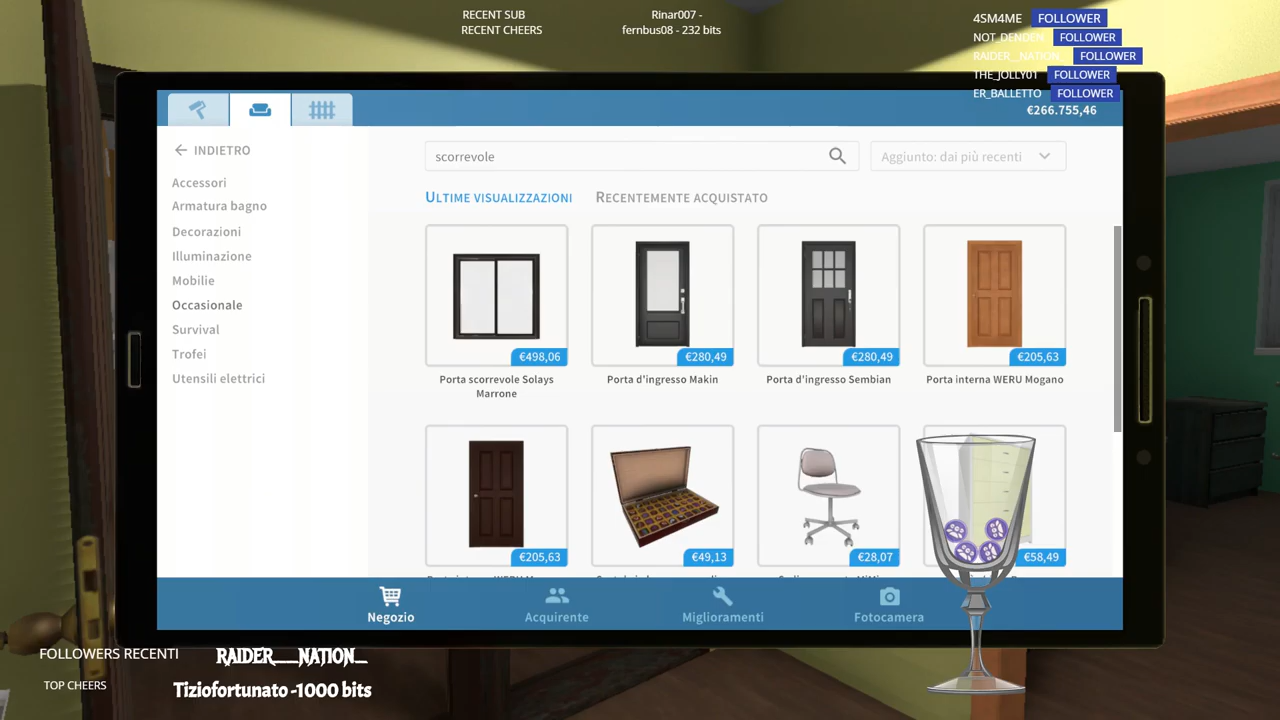 RECENT SUB
RECENT CHEERS
Rinar007 -
fernbus08 - 232 bits
4SM4ME FOLLOWER
NOT_DENDEN FOLLOWER
RAIDER__NATION_ FOLLOWER
THE_JOLLY01 FOLLOWER
ER_BALLETTO FOLLOWER
€266.755,46
INDIETRO
Accessori
Armatura bagno
Decorazioni
Illuminazione
Mobilie
Occasionale
Survival
Trofei
Utensili elettrici
scorrevole
Aggiunto: dai più recenti
ULTIME VISUALIZZAZIONI
RECENTEMENTE ACQUISTATO
€498,06
Porta scorrevole Solays
Marrone
€280,49
Porta d'ingresso Makin
€280,49
Porta d'ingresso Sembian
€205,63
Porta interna WERU Mogano
€205,63
€49,13
€28,07
€58,49
Negozio
Acquirente
Miglioramenti
Fotocamera
FOLLOWERS RECENTI
RAIDER__NATION_
TOP CHEERS
Tiziofortunato -1000 bits